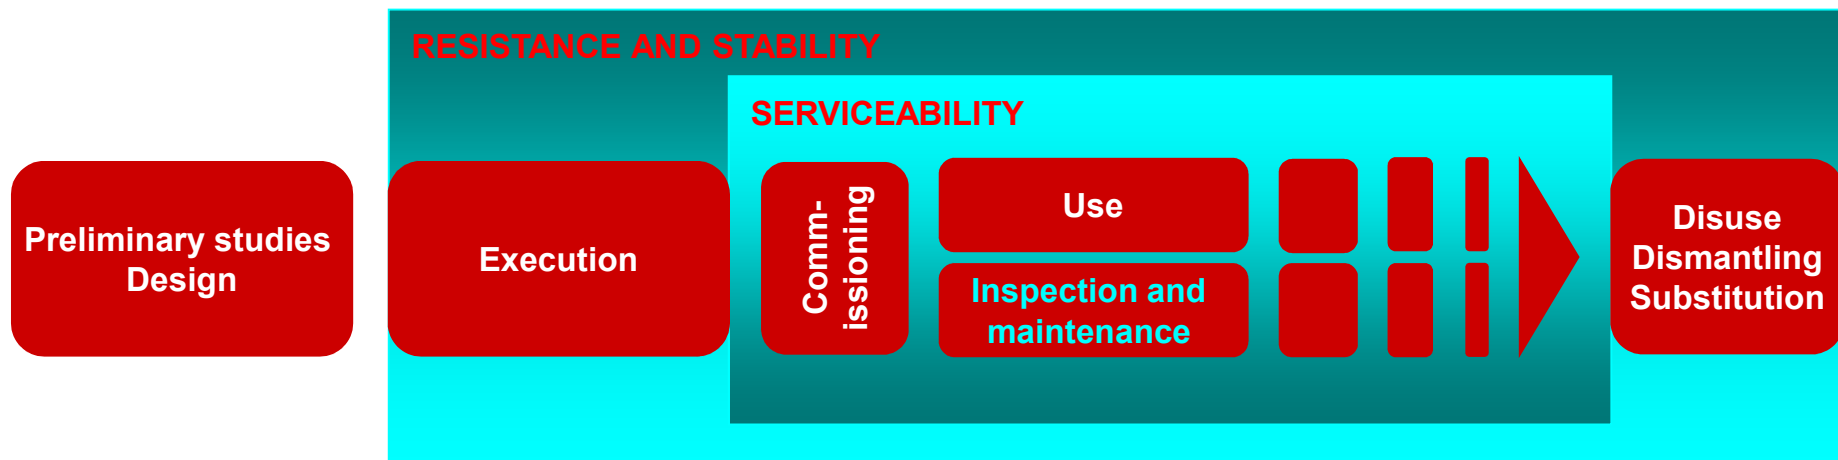 RESISTANCE AND STABILITY
SERVICEABILITY
Preliminary studies
Design
Execution
Comm-
issioning
Use
Inspection and
maintenance
Disuse
Dismantling
Substitution